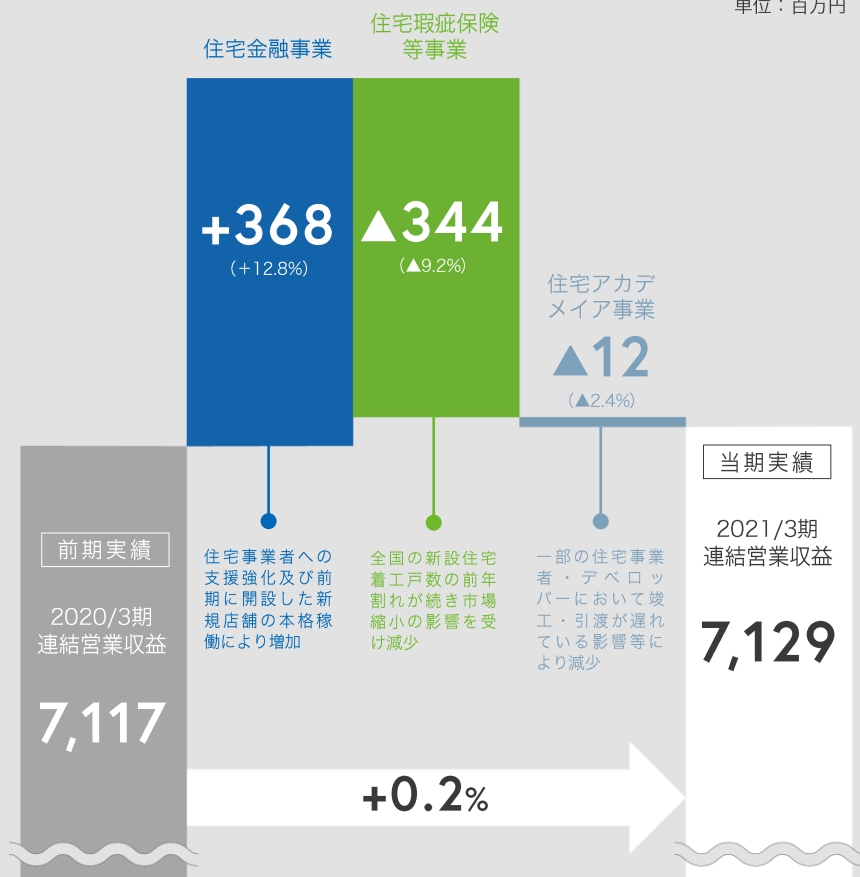 単位：百万円
住宅金融事業
住宅瑕疵保険
等事業
+368
（+12.8%）
▲344
（▲9.2%）
住宅アカデ
メイア事業
▲12
（▲2.4%）
前期実績
2020/3期
連結営業収益
7,117
住宅事業者への
支援強化及び前
期に開設した新
規店舗の本格稼
働により増加
全国の新設住宅
着工戸数の前年
割れが続き市場
縮小の影響を受
け減少
一部の住宅事業
者・デベロッ
パーにおいて竣
工・引渡が遅れ
ている影響等に
より減少
当期実績
2021/3期
連結営業収益
7,129
+0.2%